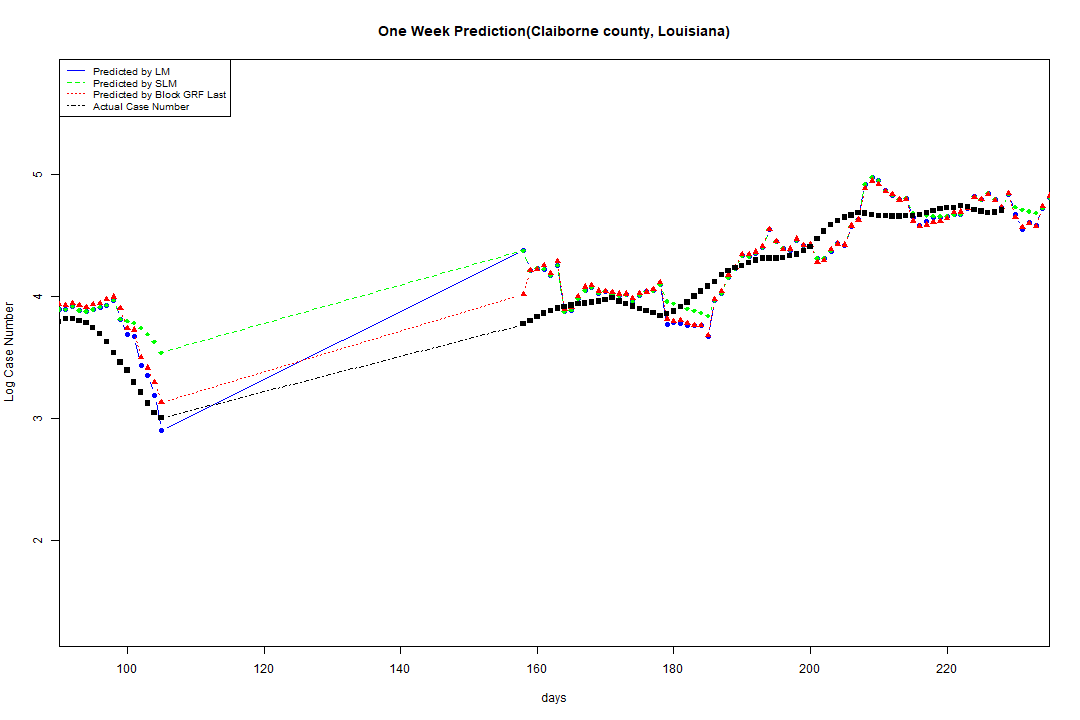 One Week Prediction(Claiborne county, Louisiana)
Predicted by LM
Predicted by SLM
Predicted by Block GRF Last
Actual Case Number
5
4
3
2
Log Case Number
100 120 140 160 180 200 220
days